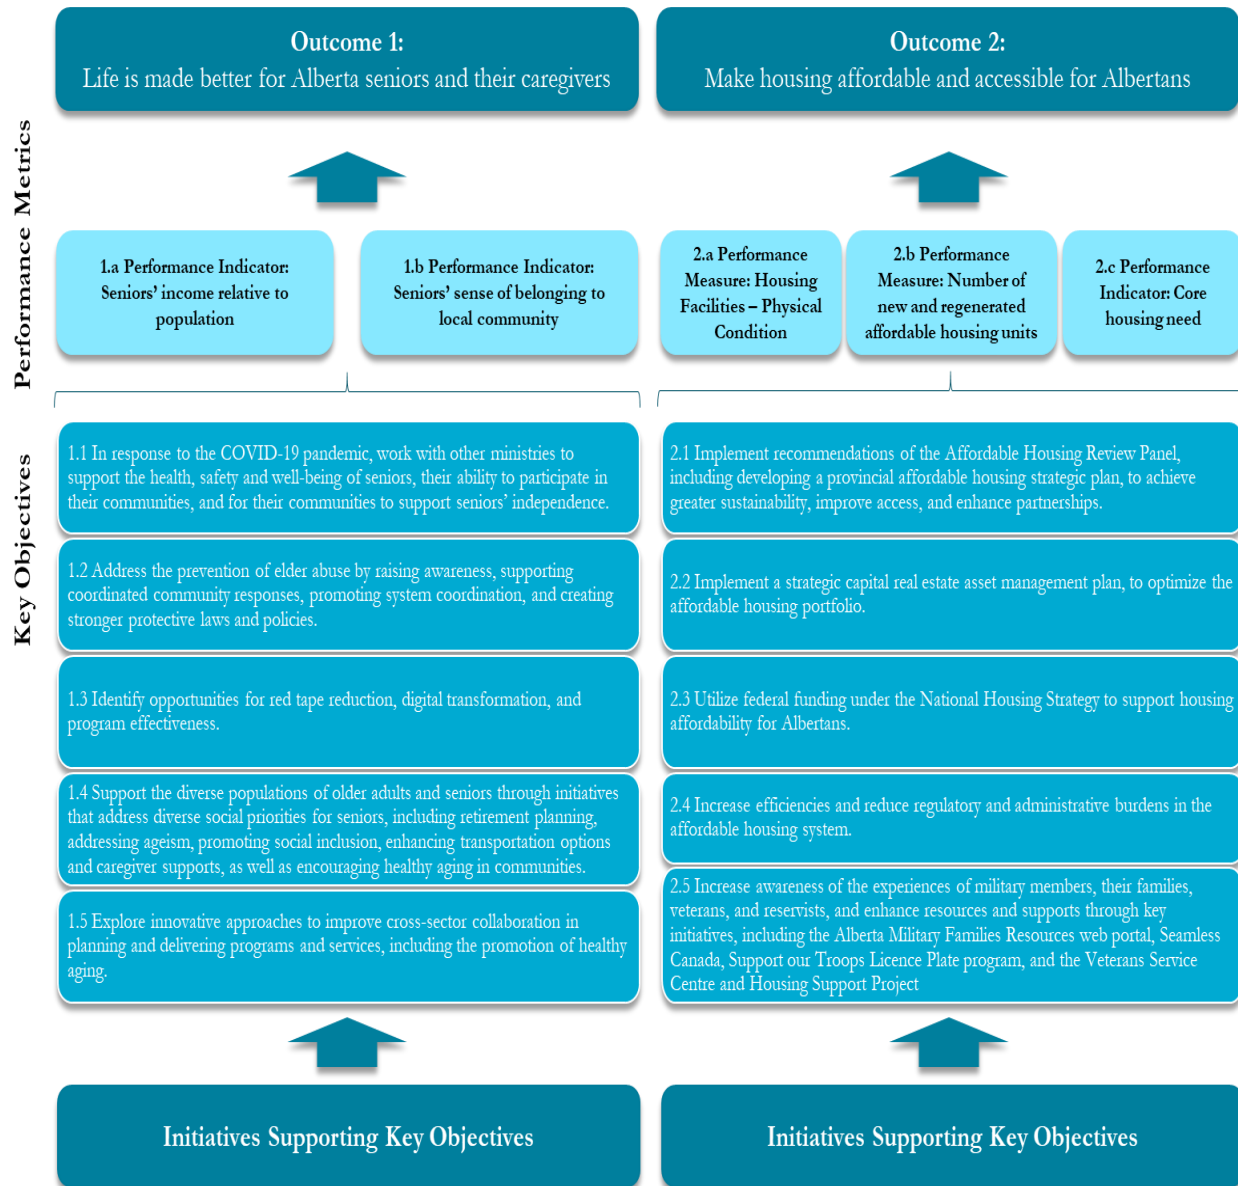 Outcome 1:
Life is made better for Alberta seniors and their caregivers
Outcome 2:
Make housing affordable and accessible for Albertans
Performance Metrics
1.a Performance Indicator:
Seniors’ income relative to
population
1.b Performance Indicator:
Seniors’ sense of belonging to
local community
2.a Performance
Measure: Housing
Facilities – Physical
Condition
2.b Performance
Measure: Number of
new and regenerated
affordable housing units
2.c Performance
Indicator: Core
housing need
Key Objectives
1.1 In response to the COVID-19 pandemic, work with other ministries to
support the health, safety and well-being of seniors, their ability to participate in
their communities, and for their communities to support seniors’ independence.
1.2 Address the prevention of elder abuse by raising awareness, supporting
coordinated community responses, promoting system coordination, and creating
stronger protective laws and policies.
1.3 Identify opportunities for red tape reduction, digital transformation, and
program effectiveness.
1.4 Support the diverse populations of older adults and seniors through initiatives
that address diverse social priorities for seniors, including retirement planning,
addressing ageism, promoting social inclusion, enhancing transportation options
and caregiver supports, as well as encouraging healthy aging in communities.
1.5 Explore innovative approaches to improve cross-sector collaboration in
planning and delivering programs and services, including the promotion of healthy
aging.
2.1 Implement recommendations of the Affordable Housing Review Panel,
including developing a provincial affordable housing strategic plan, to achieve
greater sustainability, improve access, and enhance partnerships.
2.2 Implement a strategic capital real estate asset management plan, to optimize the
affordable housing portfolio.
2.3 Utilize federal funding under the National Housing Strategy to support housing
affordability for Albertans.
2.4 Increase efficiencies and reduce regulatory and administrative burdens in the
affordable housing system.
2.5 Increase awareness of the experiences of military members, their families,
veterans, and reservists, and enhance resources and supports through key
initiatives, including the Alberta Military Families Resources web portal, Seamless
Canada, Support our Troops Licence Plate program, and the Veterans Service
Centre and Housing Support Project
Initiatives Supporting Key Objectives
Initiatives Supporting Key Objectives